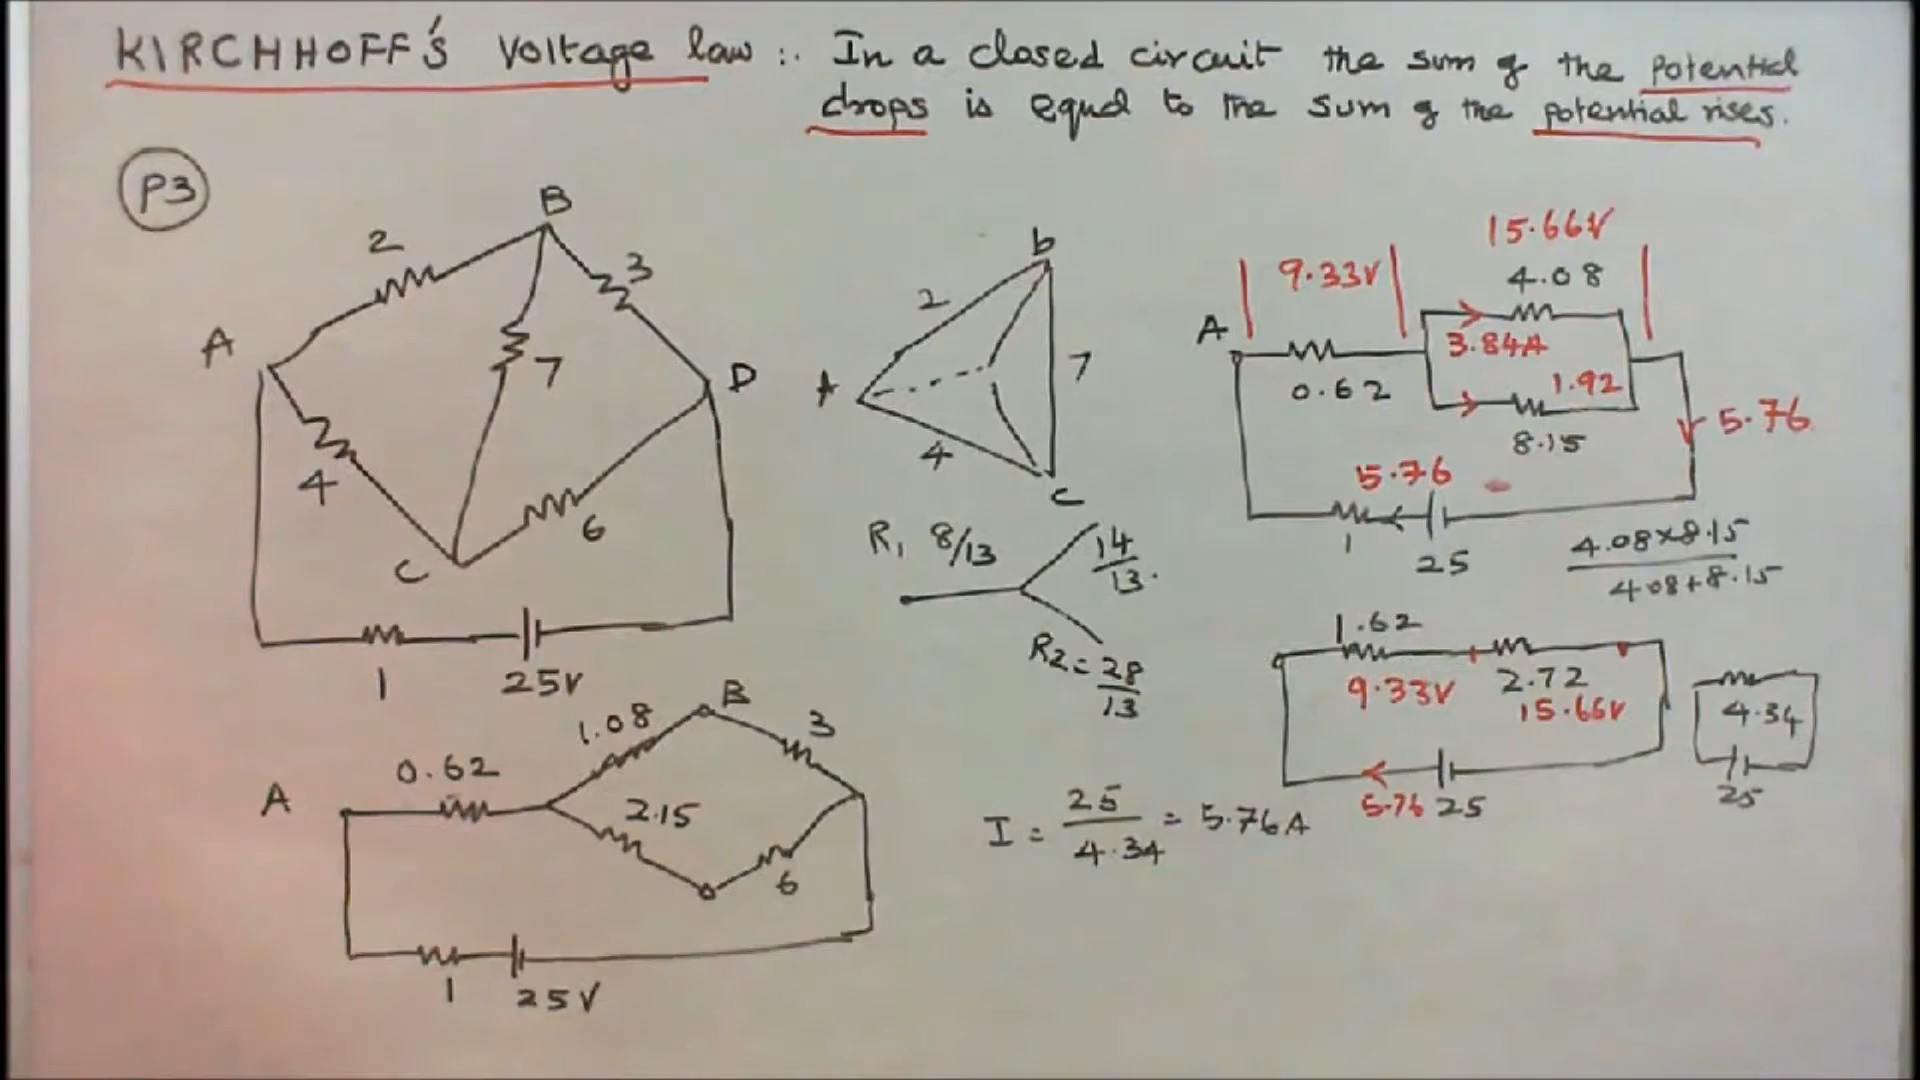 KIRCHHOFF'S Voltage law :. In a closed circuit the sum of the potential
drops is equal to the sum of the potential rises.
P3
B
2
3
A
7
D
4
C
6
1
25V
b
2
A
7
4
C
R1 8/13
14/13.
R2 = 28/13
15.66V
9.33V
4.08
A
3.84A
0.62
1.92
8.15
5.76
5.76
1
25
4.08x8.15
4.08+8.15
1.62
2.72
9.33V
15.66V
4.34
5.76 25
25
B
1.08
3
0.62
A
2.15
6
1
25V
I = 25/4.34 = 5.76A